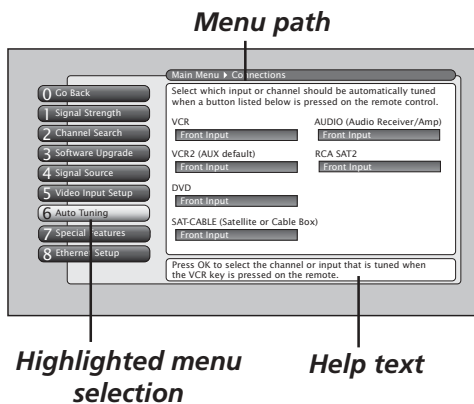 Menu path
Main Menu Connections
0 Go Back
1 Signal Strength
2 Channel Search
3 Software Upgrade
4 Signal Source
5 Video Input Setup
6 Auto Tuning
7 Special Features
8 Ethernet Setup
Select which input or channel should be automatically tuned
when a button listed below is pressed on the remote control.
VCR
Front Input
VCR2 (AUX default)
Front Input
DVD
Front Input
SAT-CABLE (Satellite or Cable Box)
Front Input
AUDIO (Audio Receiver/Amp)
Front Input
RCA SAT2
Front Input
Press OK to select the channel or input that is tuned when
the VCR key is pressed on the remote.
Highlighted menu
selection
Help text